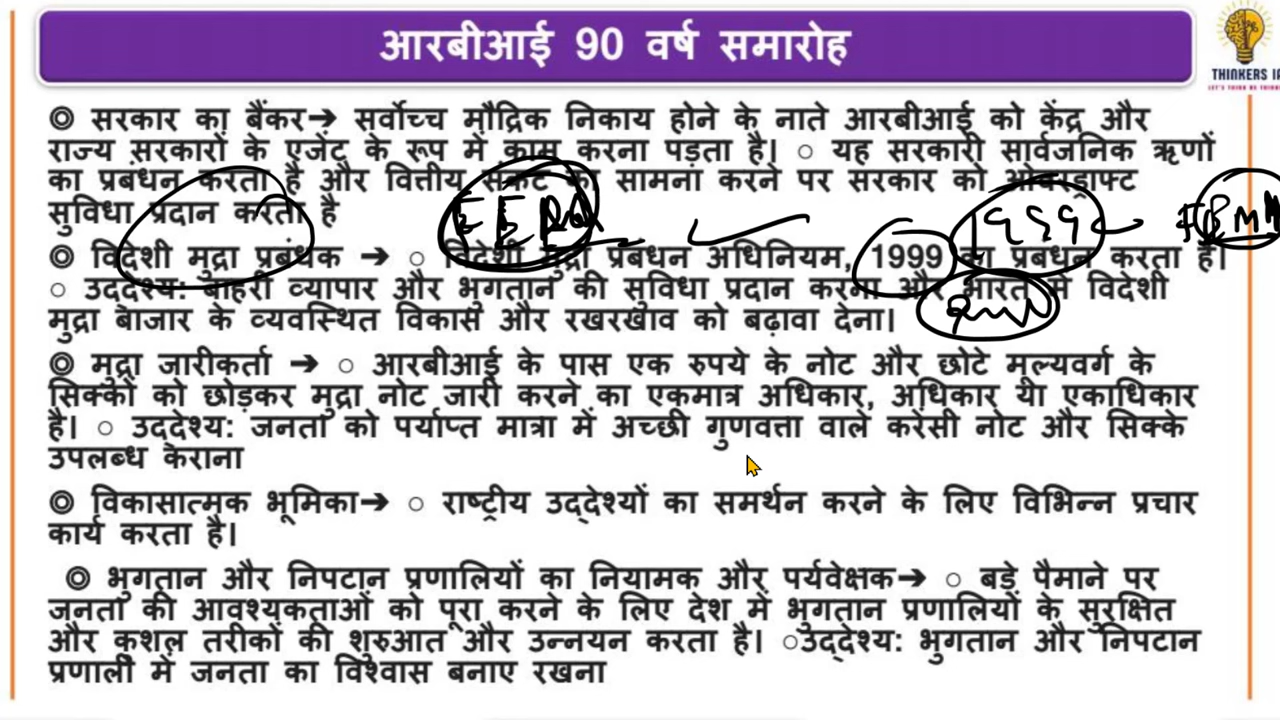 आरबीआई 90 वर्ष समारोह
THINKERS
LET'S THINK BE THINK
◎ सरकार का बैंकर➔ सर्वोच्च मौद्रिक निकाय होने के नाते आरबीआई को केंद्र और
राज्य सरकारों के एजेंट के रूप में काम करना पड़ता है। ○ यह सरकारी सार्वजनिक ऋणों
का प्रबंधन करता है और वित्तीय संकट का सामना करने पर सरकार को ओवरड्राफ्ट
सुविधा प्रदान करता है
1999
◎ विदेशी मुद्रा प्रबंधक ➔ ○ विदेशी मुद्रा प्रबंधन अधिनियम, 1999 का प्रबंधन करता है।
○ उद्देश्य: बाहरी व्यापार और भुगतान की सुविधा प्रदान करना और भारत में विदेशी
मुद्रा बाजार के व्यवस्थित विकास और रखरखाव को बढ़ावा देना।
◎ मुद्रा जारीकर्ता ➔ ○ आरबीआई के पास एक रुपये के नोट और छोटे मूल्यवर्ग के
सिक्कों को छोड़कर मुद्रा नोट जारी करने का एकमात्र अधिकार, अधिकार या एकाधिकार
है। ○ उद्देश्य: जनता को पर्याप्त मात्रा में अच्छी गुणवत्ता वाले करेंसी नोट और सिक्के
उपलब्ध कराना
◎ विकासात्मक भूमिका➔ ○ राष्ट्रीय उद्देश्यों का समर्थन करने के लिए विभिन्न प्रचार
कार्य करता है।
◎ भुगतान और निपटान प्रणालियों का नियामक और पर्यवेक्षक➔ ○ बड़े पैमाने पर
जनता की आवश्यकताओं को पूरा करने के लिए देश में भुगतान प्रणालियों के सुरक्षित
और कुशल तरीकों की शुरुआत और उन्नयन करता है। ○उद्देश्य: भुगतान और निपटान
प्रणाली में जनता का विश्वास बनाए रखना